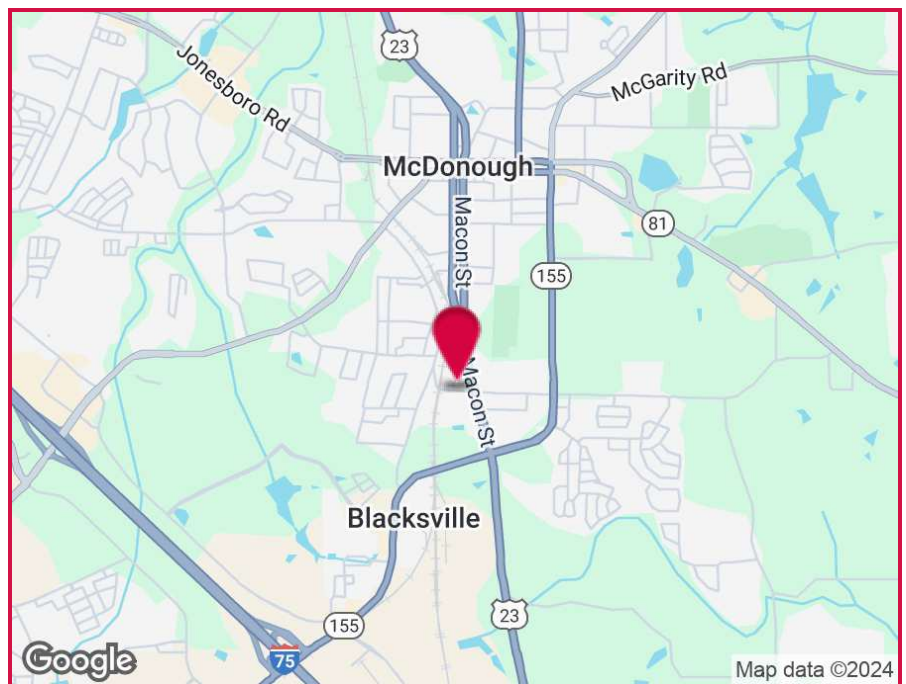 23
Jonesboro Rd
McGarity Rd
McDonough
81
Macon St
155
Macon St
Blacksville
155
23
75
Google
Map data ©2024